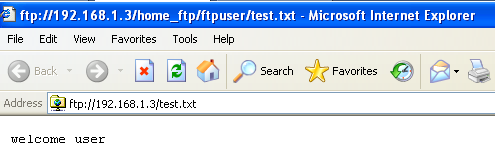 ftp://192.168.1.3/home_ftp/ftpuser/test.txt - Microsoft Internet Explorer
File Edit View Favorites Tools Help
Back Search Favorites
Address ftp://192.168.1.3/test.txt
welcome user